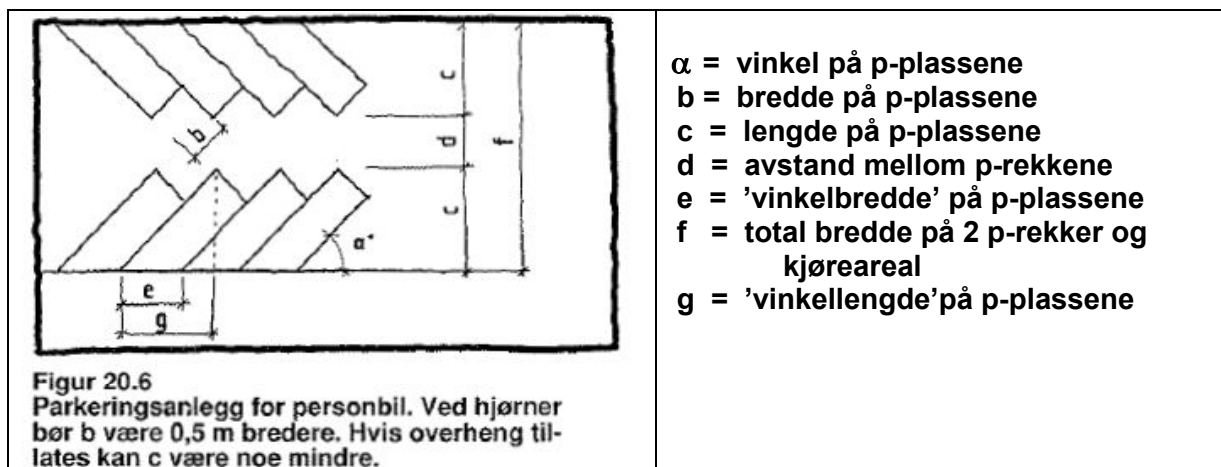 c
d
f
b
c
α°
e
g
Figur 20.6
Parkeringsanlegg for personbil. Ved hjørner
bør b være 0,5 m bredere. Hvis overheng til-
lates kan c være noe mindre.
α = vinkel på p-plassene
b = bredde på p-plassene
c = lengde på p-plassene
d = avstand mellom p-rekkene
e = ’vinkelbredde’ på p-plassene
f = total bredde på 2 p-rekker og
kjøreareal
g = ’vinkellengde’på p-plassene